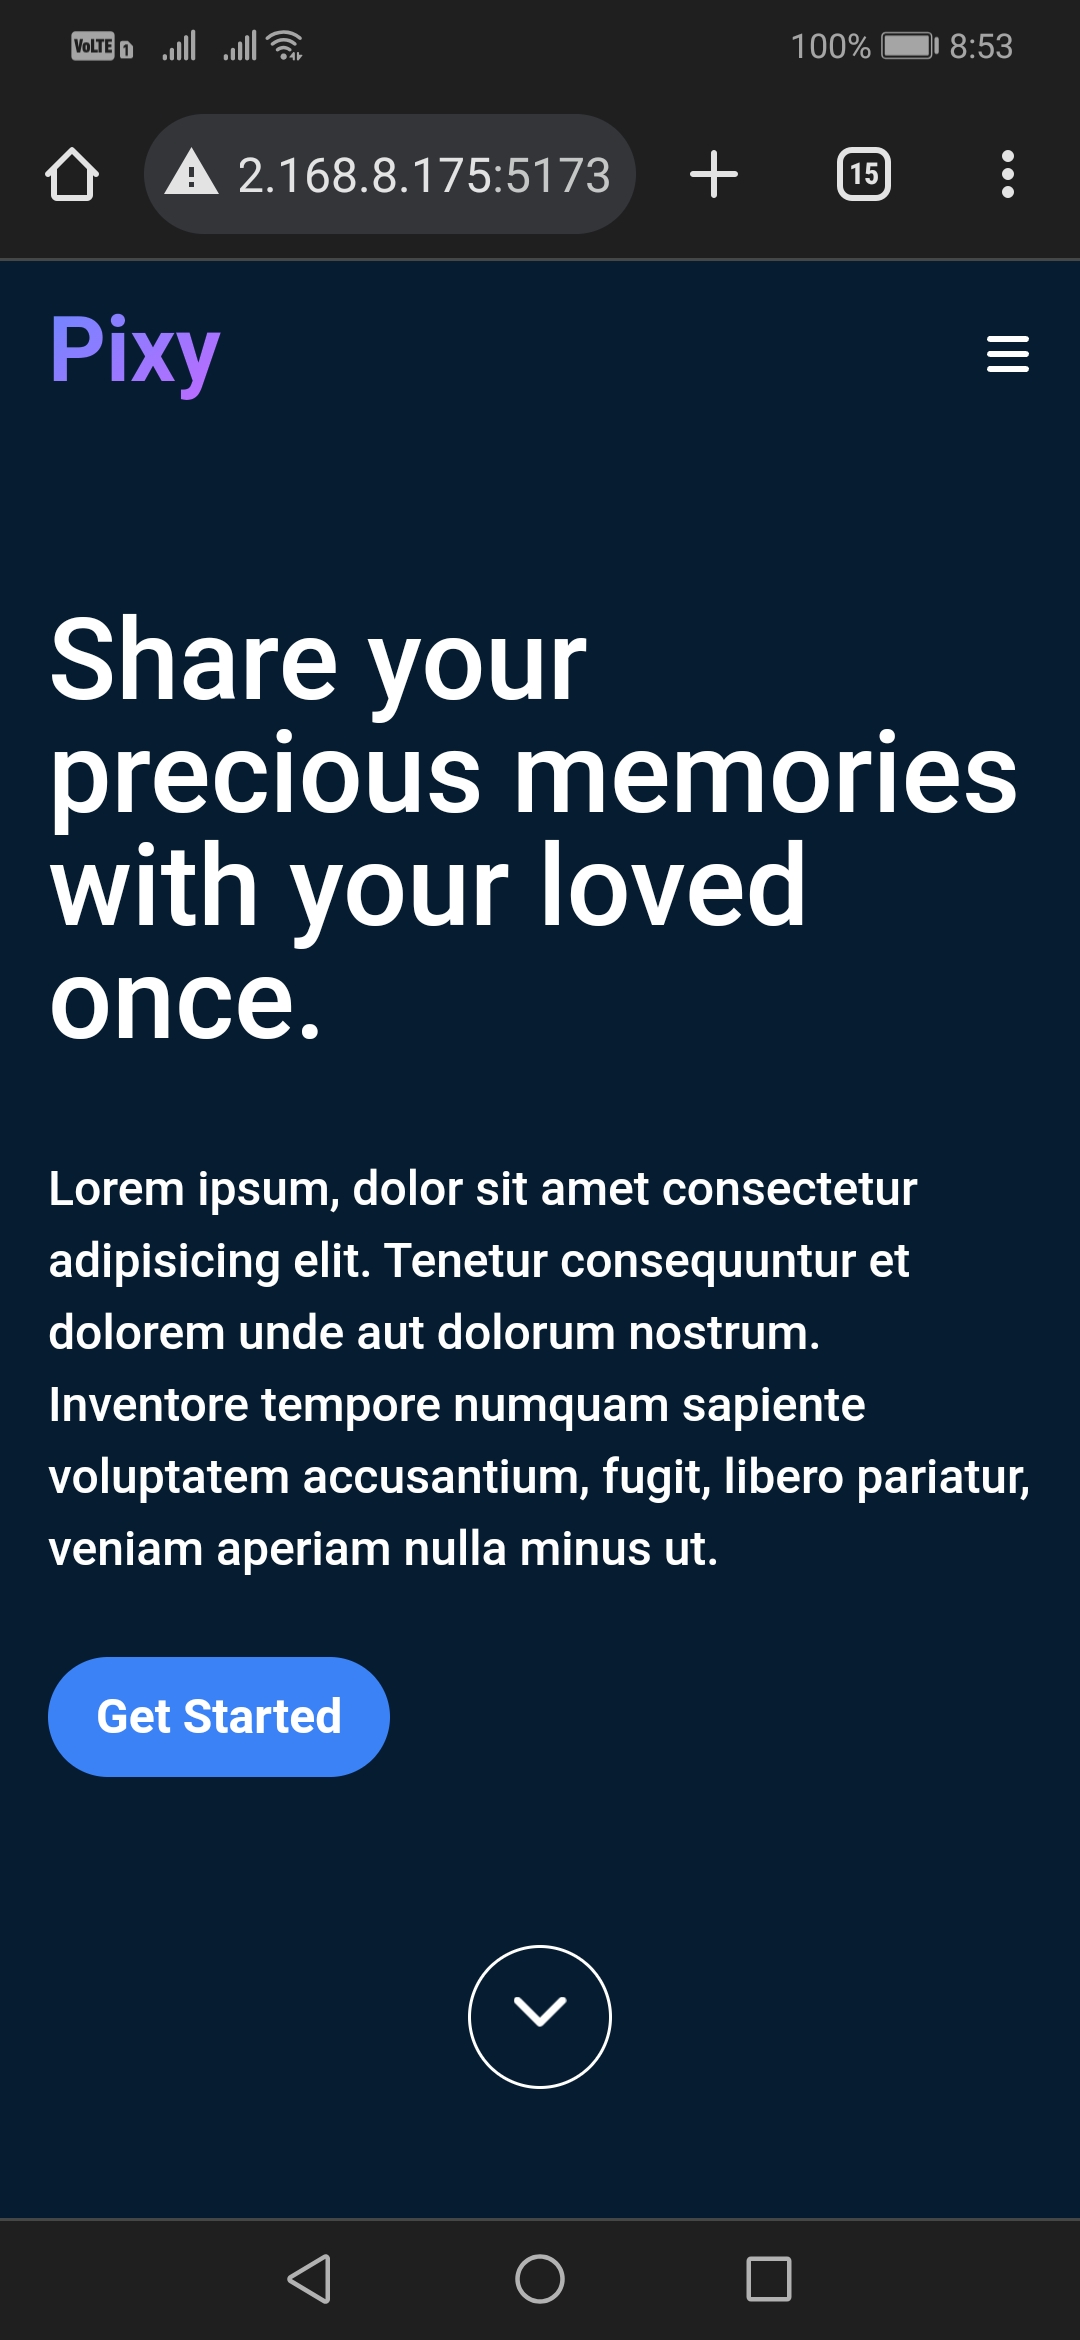 VoLTE 1 100% 8:53
2.168.8.175:5173 15
Pixy
Share your
precious memories
with your loved
once.
Lorem ipsum, dolor sit amet consectetur
adipisicing elit. Tenetur consequuntur et
dolorem unde aut dolorum nostrum.
Inventore tempore numquam sapiente
voluptatem accusantium, fugit, libero pariatur,
veniam aperiam nulla minus ut.
Get Started